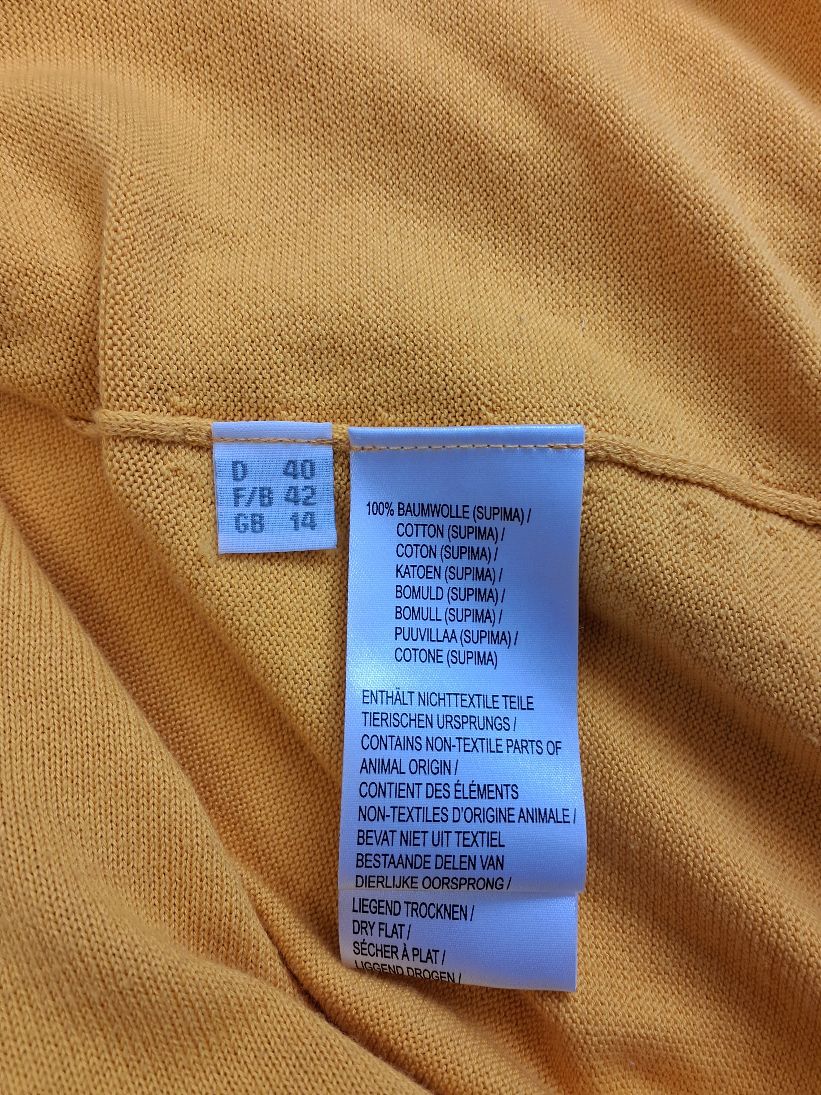 D 40
F/B 42
GB 14
100% BAUMWOLLE (SUPIMA) /
COTTON (SUPIMA) /
COTON (SUPIMA) /
KATOEN (SUPIMA) /
BOMULD (SUPIMA) /
BOMULL (SUPIMA) /
PUUVILLAA (SUPIMA) /
COTONE (SUPIMA)
ENTHÄLT NICHTTEXTILE TEILE
TIERISCHEN URSPRUNGS /
CONTAINS NON-TEXTILE PARTS OF
ANIMAL ORIGIN /
CONTIENT DES ÉLÉMENTS
NON-TEXTILES D'ORIGINE ANIMALE /
BEVAT NIET UIT TEXTIEL
BESTAANDE DELEN VAN
DIERLIJKE OORSPRONG /
LIEGEND TROCKNEN /
DRY FLAT /
SÉCHER À PLAT /
LIGGEND DROGEN /